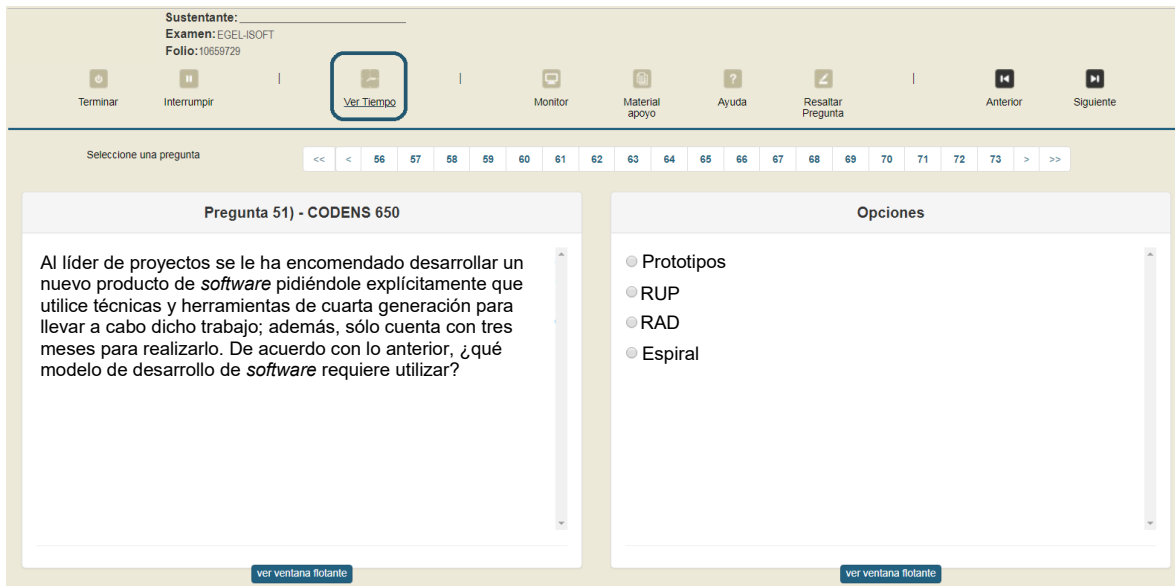 Sustentante:
Examen: EGEL-ISOFT
Folio:10659729
Terminar
Interrumpir
|
Ver Tiempo
|
Monitor
Material
apoyo
Ayuda
Resaltar
Pregunta
|
Anterior
Siguiente
Seleccione una pregunta
<< < 56 57 58 59 60 61 62 63 64 65 66 67 68 69 70 71 72 73 > >>
Pregunta 51) - CODENS 650
Al líder de proyectos se le ha encomendado desarrollar un
nuevo producto de software pidiéndole explícitamente que
utilice técnicas y herramientas de cuarta generación para
llevar a cabo dicho trabajo; además, sólo cuenta con tres
meses para realizarlo. De acuerdo con lo anterior, ¿qué
modelo de desarrollo de software requiere utilizar?
ver ventana flotante
Opciones
Prototipos
RUP
RAD
Espiral
ver ventana flotante